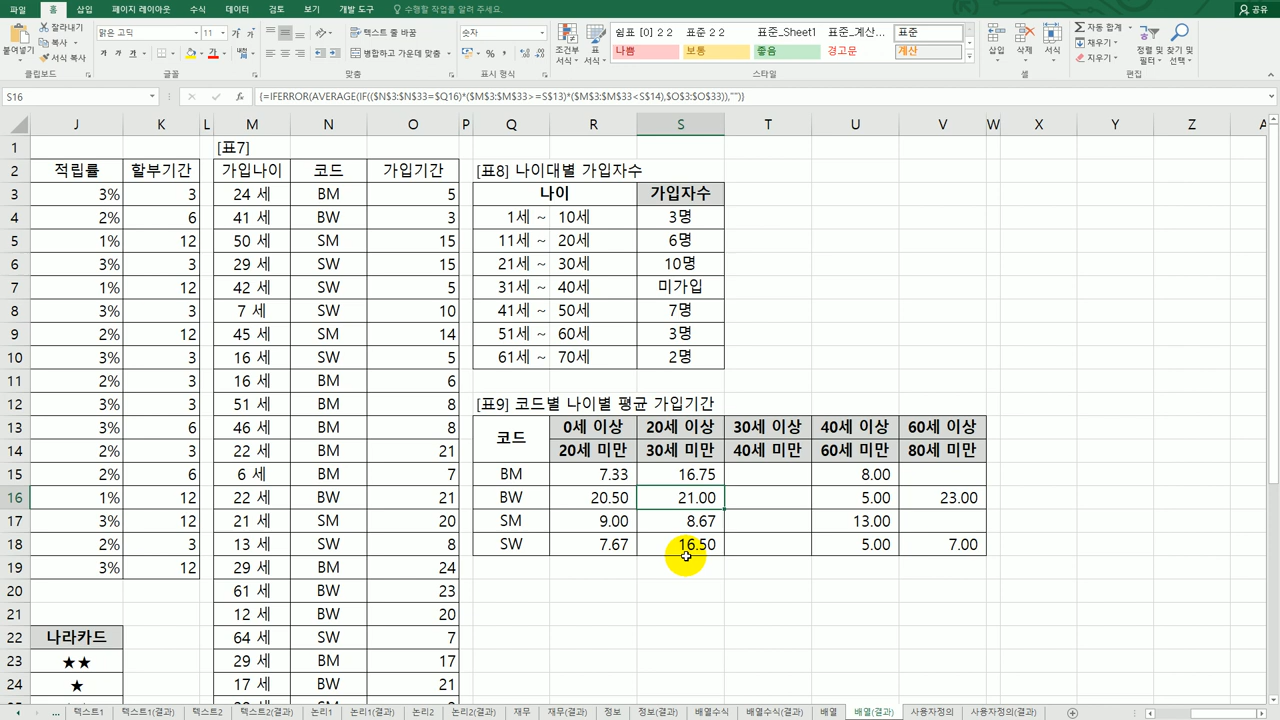 파일 홈 삽입 페이지 레이아웃 수식 데이터 검토 보기 개발 도구 수행할 작업을 알려 주세요. 공유
붙여넣기 잘라내기 복사 서식 복사 클립보드
맑은 고딕 11 가 가 글꼴
텍스트 줄 바꿈 병합하고 가운데 맞춤 맞춤
숫자 % 표시 형식
조건부 서식 표 서식
쉼표 [0] 2 2 표준 2 2 표준_Sheet1 표준_계산... 표준
나쁨 보통 좋음 경고문 계산
스타일
삽입 삭제 서식 셀
자동 합계 채우기 지우기 정렬 및 필터 찾기 및 선택 편집
S16 fx {=IFERROR(AVERAGE(IF(($N$3:$N$33=$Q16)*($M$3:$M$33>=S$13)*($M$3:$M$33<S$14),$O$3:$O$33)),"")}
J K L M N O P Q R S T U V W X Y Z A
1 [표7]
2 적립률 할부기간 가입나이 코드 가입기간 [표8] 나이대별 가입자수
3 3% 3 24 세 BM 5 나이 가입자수
4 2% 6 41 세 BW 3 1세 ~ 10세 3명
5 1% 12 50 세 SM 15 11세 ~ 20세 6명
6 3% 3 29 세 SW 15 21세 ~ 30세 10명
7 1% 12 42 세 SW 5 31세 ~ 40세 미가입
8 3% 3 7 세 SW 10 41세 ~ 50세 7명
9 2% 12 45 세 SM 14 51세 ~ 60세 3명
10 3% 3 16 세 SW 5 61세 ~ 70세 2명
11 2% 3 16 세 BM 6
12 3% 3 51 세 BM 8 [표9] 코드별 나이별 평균 가입기간
13 3% 6 46 세 BM 8 코드 0세 이상 20세 이상 30세 이상 40세 이상 60세 이상
14 2% 3 22 세 BM 21 20세 미만 30세 미만 40세 미만 60세 미만 80세 미만
15 2% 6 6 세 BM 7 BM 7.33 16.75 8.00
16 1% 12 22 세 BW 21 BW 20.50 21.00 5.00 23.00
17 3% 12 21 세 SM 20 SM 9.00 8.67 13.00
18 2% 3 13 세 SW 8 SW 7.67 16.50 5.00 7.00
19 3% 12 29 세 BM 24
20 61 세 BW 23
21 12 세 BW 20
22 나라카드 64 세 SW 7
23 ★★ 29 세 BM 17
24 ★ 17 세 BW 21
... 텍스트1 텍스트1(결과) 텍스트2 텍스트2(결과) 논리1 논리1(결과) 논리2 논리2(결과) 재무 재무(결과) 정보 정보(결과) 배열수식 배열수식(결과) 배열 배열(결과) 사용자정의 사용자정의(결과)